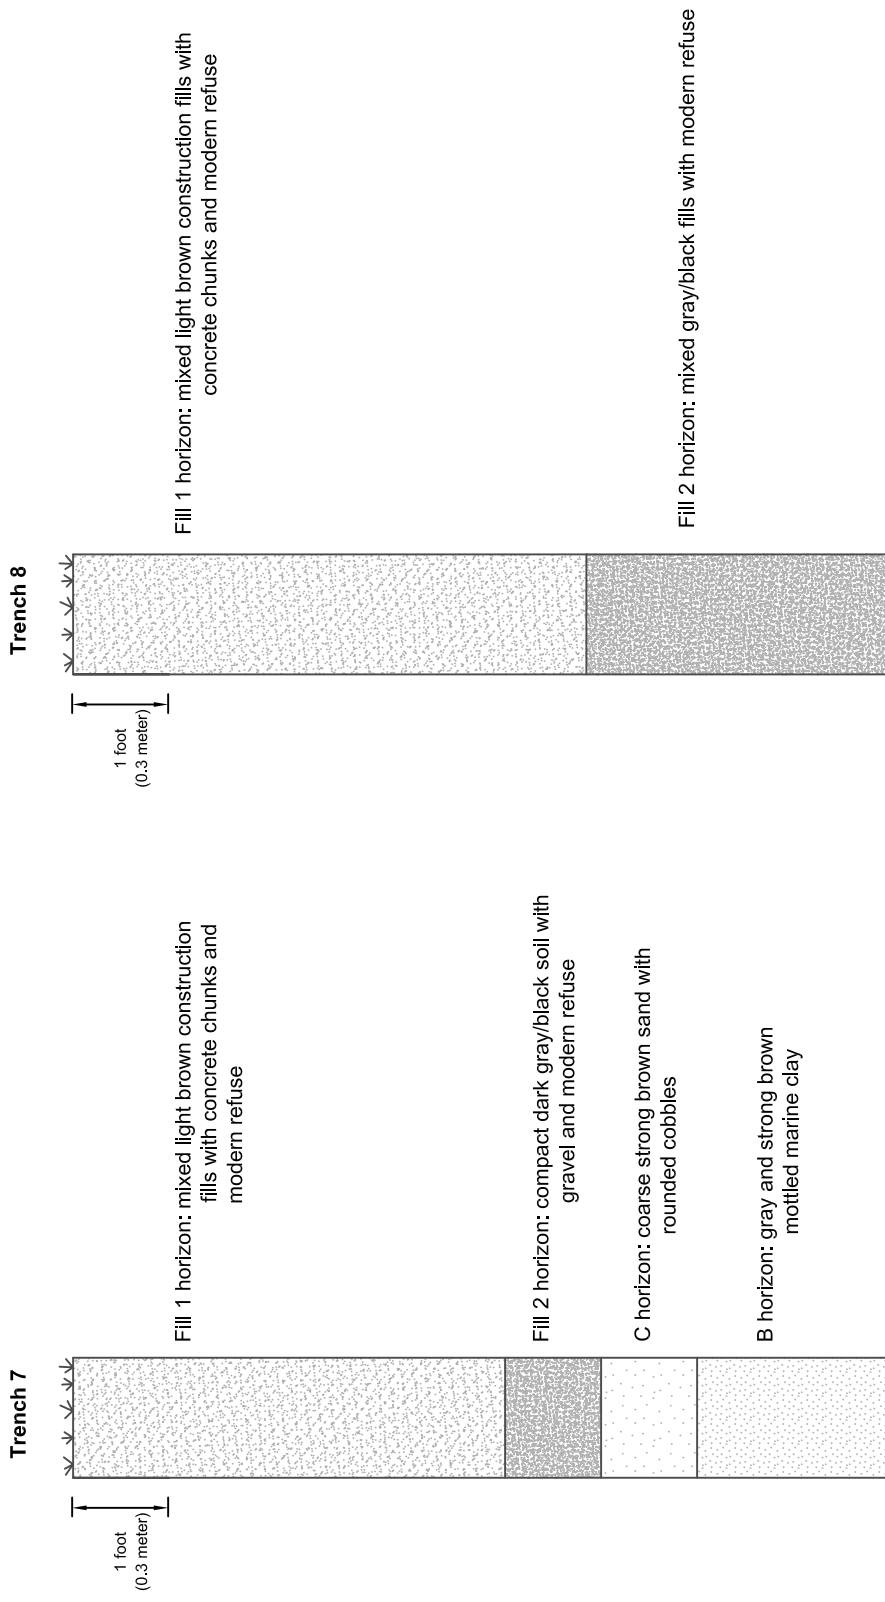 Trench 7
1 foot
(0.3 meter)
Fill 1 horizon: mixed light brown construction
fills with concrete chunks and
modern refuse
Fill 2 horizon: compact dark gray/black soil with
gravel and modern refuse
C horizon: coarse strong brown sand with
rounded cobbles
B horizon: gray and strong brown
mottled marine clay
Trench 8
1 foot
(0.3 meter)
Fill 1 horizon: mixed light brown construction fills with
concrete chunks and modern refuse
Fill 2 horizon: mixed gray/black fills with modern refuse